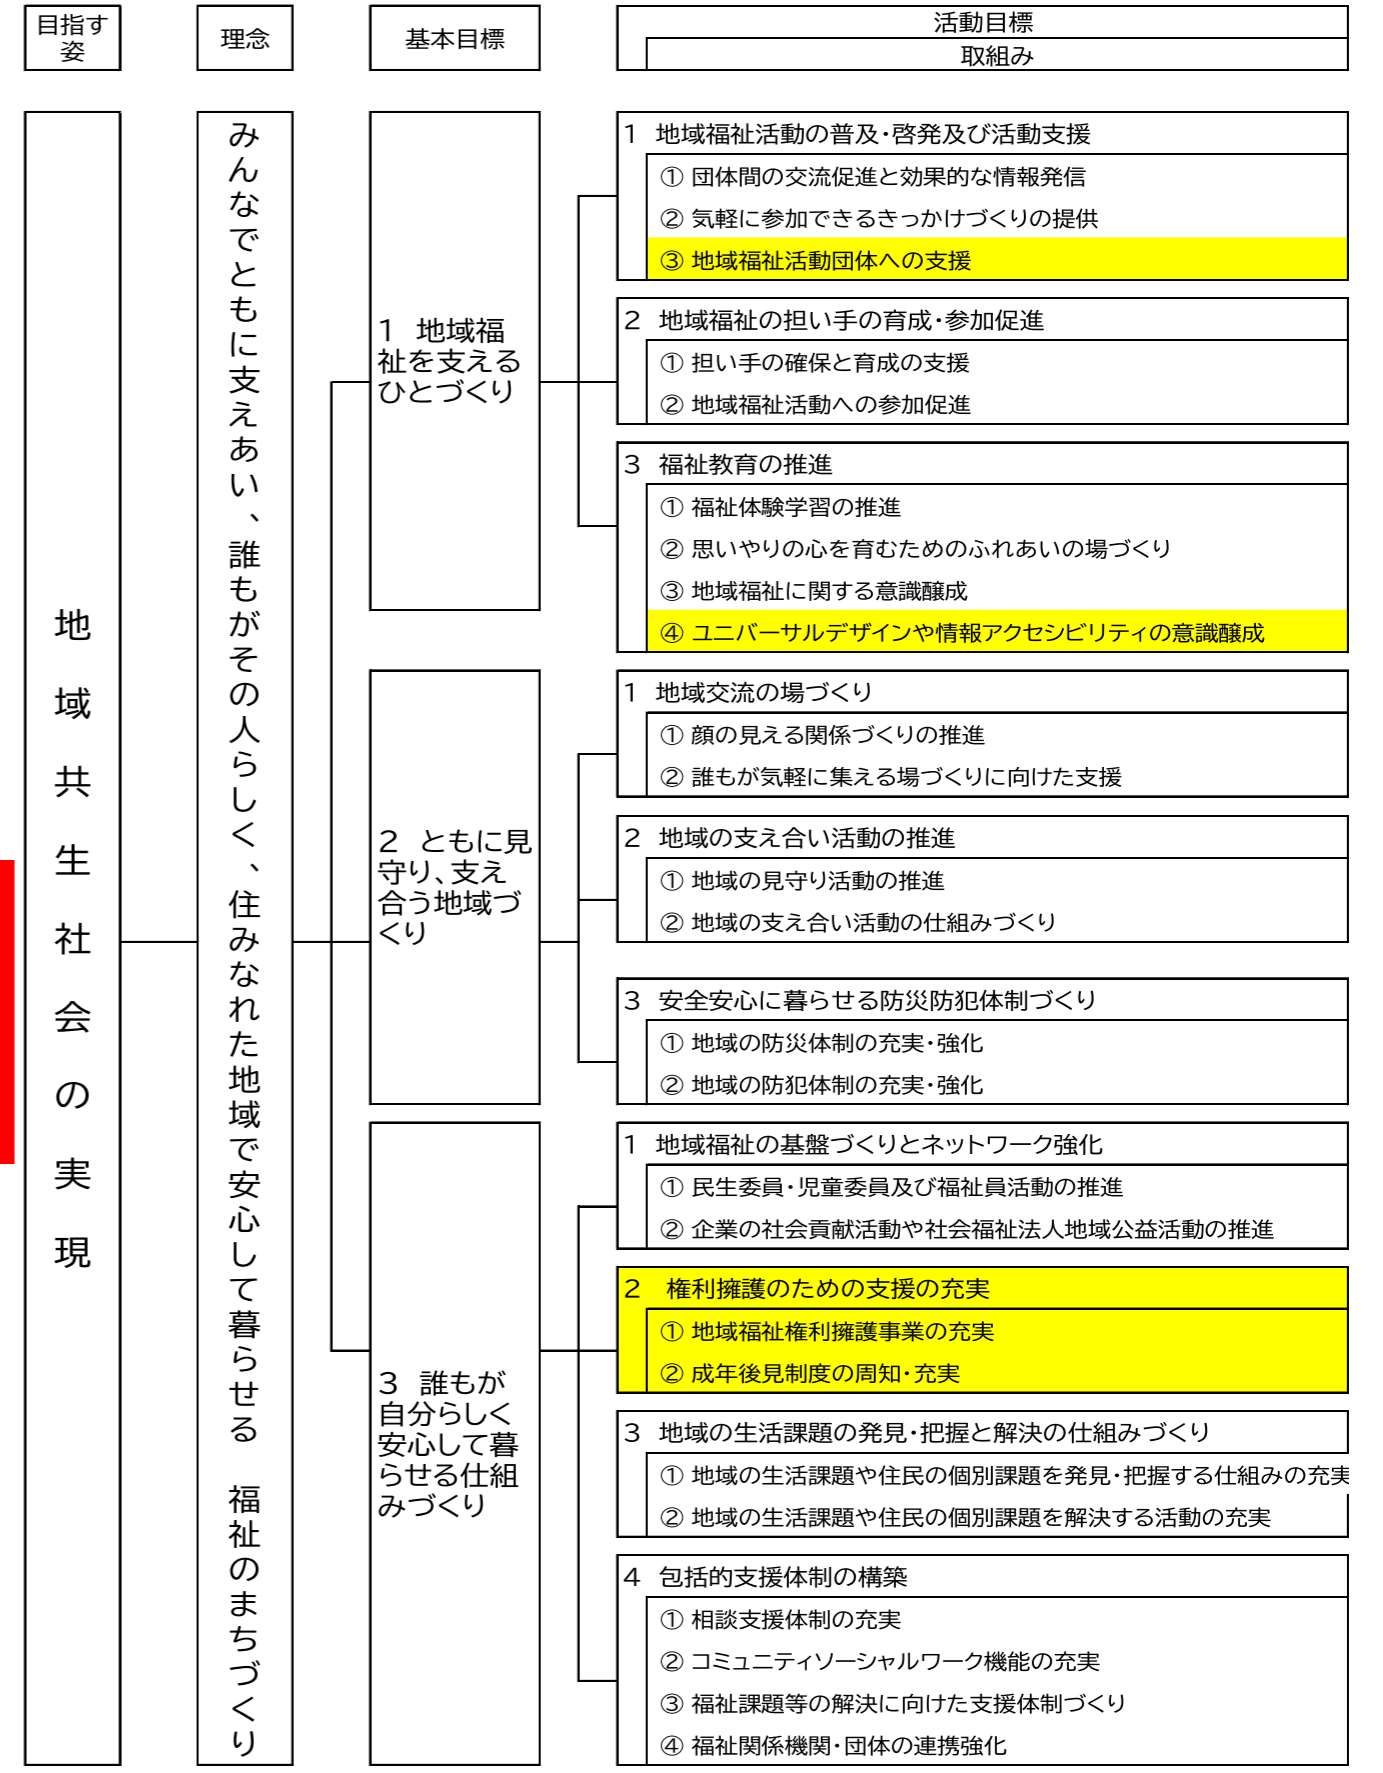 目指す
姿
理念
基本目標
活動目標
取組み
地域共生社会の実現
みんなでともに支えあい、誰もがその人らしく、住みなれた地域で安心して暮らせる　福祉のまちづくり
1　地域福
祉を支える
ひとづくり
1　地域福祉活動の普及・啓発及び活動支援
① 団体間の交流促進と効果的な情報発信
② 気軽に参加できるきっかけづくりの提供
③ 地域福祉活動団体への支援
2　地域福祉の担い手の育成・参加促進
① 担い手の確保と育成の支援
② 地域福祉活動への参加促進
3　福祉教育の推進
① 福祉体験学習の推進
② 思いやりの心を育むためのふれあいの場づくり
③ 地域福祉に関する意識醸成
④ ユニバーサルデザインや情報アクセシビリティの意識醸成
2　ともに見
守り、支え
合う地域づ
くり
1　地域交流の場づくり
① 顔の見える関係づくりの推進
② 誰もが気軽に集える場づくりに向けた支援
2　地域の支え合い活動の推進
① 地域の見守り活動の推進
② 地域の支え合い活動の仕組みづくり
3　安全安心に暮らせる防災防犯体制づくり
① 地域の防災体制の充実・強化
② 地域の防犯体制の充実・強化
3　誰もが
自分らしく
安心して暮
らせる仕組
みづくり
1　地域福祉の基盤づくりとネットワーク強化
① 民生委員・児童委員及び福祉員活動の推進
② 企業の社会貢献活動や社会福祉法人地域公益活動の推進
2　権利擁護のための支援の充実
① 地域福祉権利擁護事業の充実
② 成年後見制度の周知・充実
3　地域の生活課題の発見・把握と解決の仕組みづくり
① 地域の生活課題や住民の個別課題を発見・把握する仕組みの充実
② 地域の生活課題や住民の個別課題を解決する活動の充実
4　包括的支援体制の構築
① 相談支援体制の充実
② コミュニティソーシャルワーク機能の充実
③ 福祉課題等の解決に向けた支援体制づくり
④ 福祉関係機関・団体の連携強化